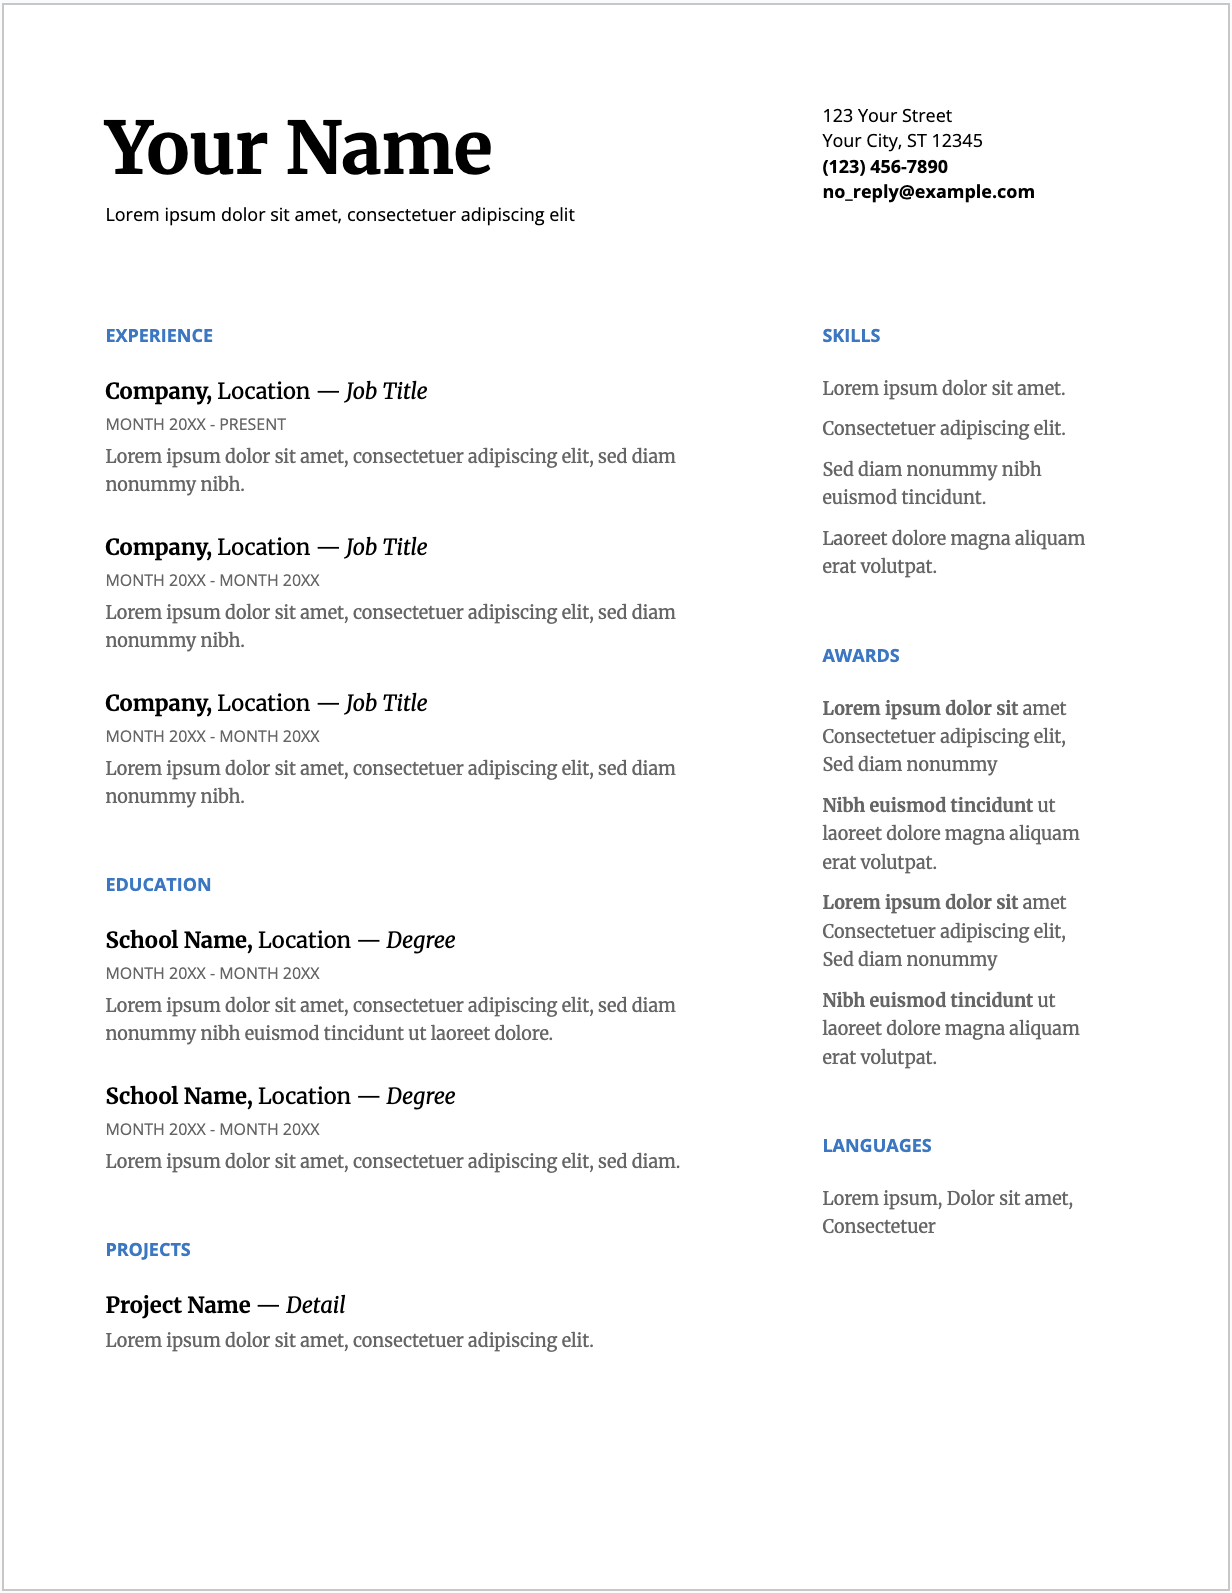 Your Name
Lorem ipsum dolor sit amet, consectetuer adipiscing elit
123 Your Street
Your City, ST 12345
(123) 456-7890
no_reply@example.com
EXPERIENCE
Company, Location — Job Title
MONTH 20XX - PRESENT
Lorem ipsum dolor sit amet, consectetuer adipiscing elit, sed diam
nonummy nibh.
Company, Location — Job Title
MONTH 20XX - MONTH 20XX
Lorem ipsum dolor sit amet, consectetuer adipiscing elit, sed diam
nonummy nibh.
Company, Location — Job Title
MONTH 20XX - MONTH 20XX
Lorem ipsum dolor sit amet, consectetuer adipiscing elit, sed diam
nonummy nibh.
EDUCATION
School Name, Location — Degree
MONTH 20XX - MONTH 20XX
Lorem ipsum dolor sit amet, consectetuer adipiscing elit, sed diam
nonummy nibh euismod tincidunt ut laoreet dolore.
School Name, Location — Degree
MONTH 20XX - MONTH 20XX
Lorem ipsum dolor sit amet, consectetuer adipiscing elit, sed diam.
PROJECTS
Project Name — Detail
Lorem ipsum dolor sit amet, consectetuer adipiscing elit.
SKILLS
Lorem ipsum dolor sit amet.
Consectetuer adipiscing elit.
Sed diam nonummy nibh
euismod tincidunt.
Laoreet dolore magna aliquam
erat volutpat.
AWARDS
Lorem ipsum dolor sit amet
Consectetuer adipiscing elit,
Sed diam nonummy
Nibh euismod tincidunt ut
laoreet dolore magna aliquam
erat volutpat.
Lorem ipsum dolor sit amet
Consectetuer adipiscing elit,
Sed diam nonummy
Nibh euismod tincidunt ut
laoreet dolore magna aliquam
erat volutpat.
LANGUAGES
Lorem ipsum, Dolor sit amet,
Consectetuer